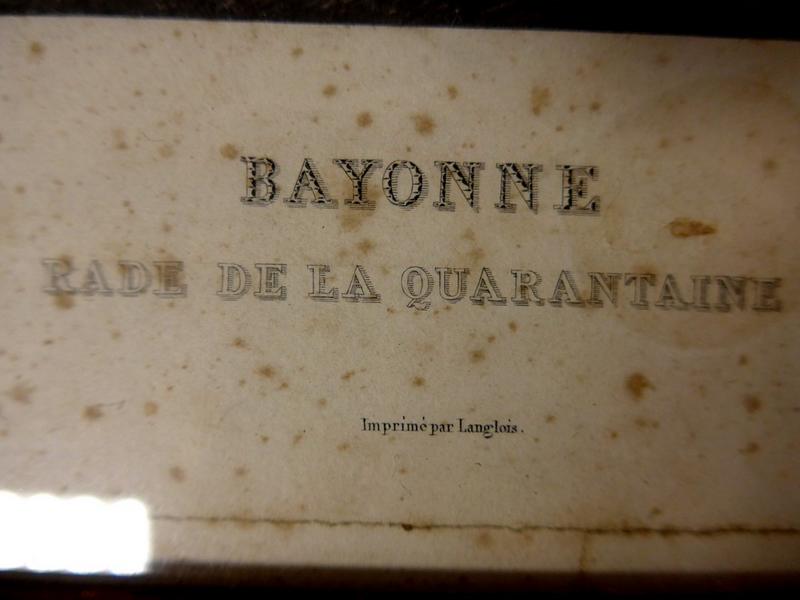 BAYONNE
RADE DE LA QUARANTAINE
Imprimé par Langlois.